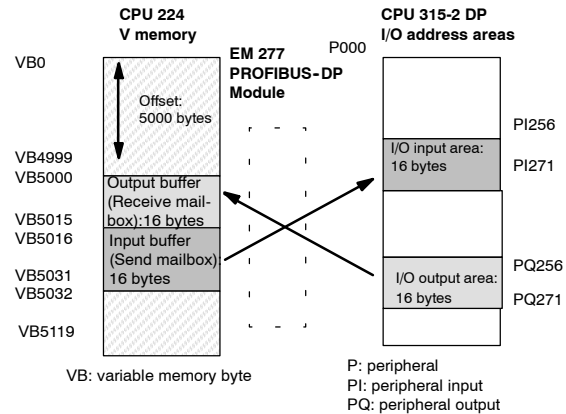 CPU 224
V memory
CPU 315-2 DP
I/O address areas
EM 277
PROFIBUS-DP
Module
P000
VB0
Offset:
5000 bytes
VB4999
VB5000
Output buffer
(Receive mail-
box):16 bytes
VB5015
VB5016
Input buffer
(Send mailbox):
16 bytes
VB5031
VB5032
VB5119
PI256
I/O input area:
16 bytes
PI271
PQ256
I/O output area:
16 bytes
PQ271
VB: variable memory byte
P: peripheral
PI: peripheral input
PQ: peripheral output